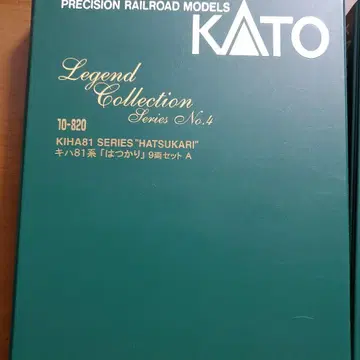 PRECISION RAILROAD MODELS
KATO
Legend
Collection
Series No.4
10-820
KIHA81 SERIES "HATSUKARI"
キハ81系「はつかり」9両セット A